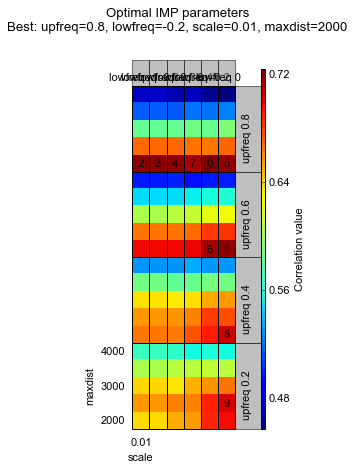 Optimal IMP parameters
Best: upfreq=0.8, lowfreq=-0.2, scale=0.01, maxdist=2000
0.72
upfreq 0.8
2 3 4 7 0 5
0.64
upfreq 0.6
6 1
Correlation value
0.56
upfreq 0.4
8
4000
3000
2000
maxdist
9
upfreq 0.2
0.48
0.01
scale